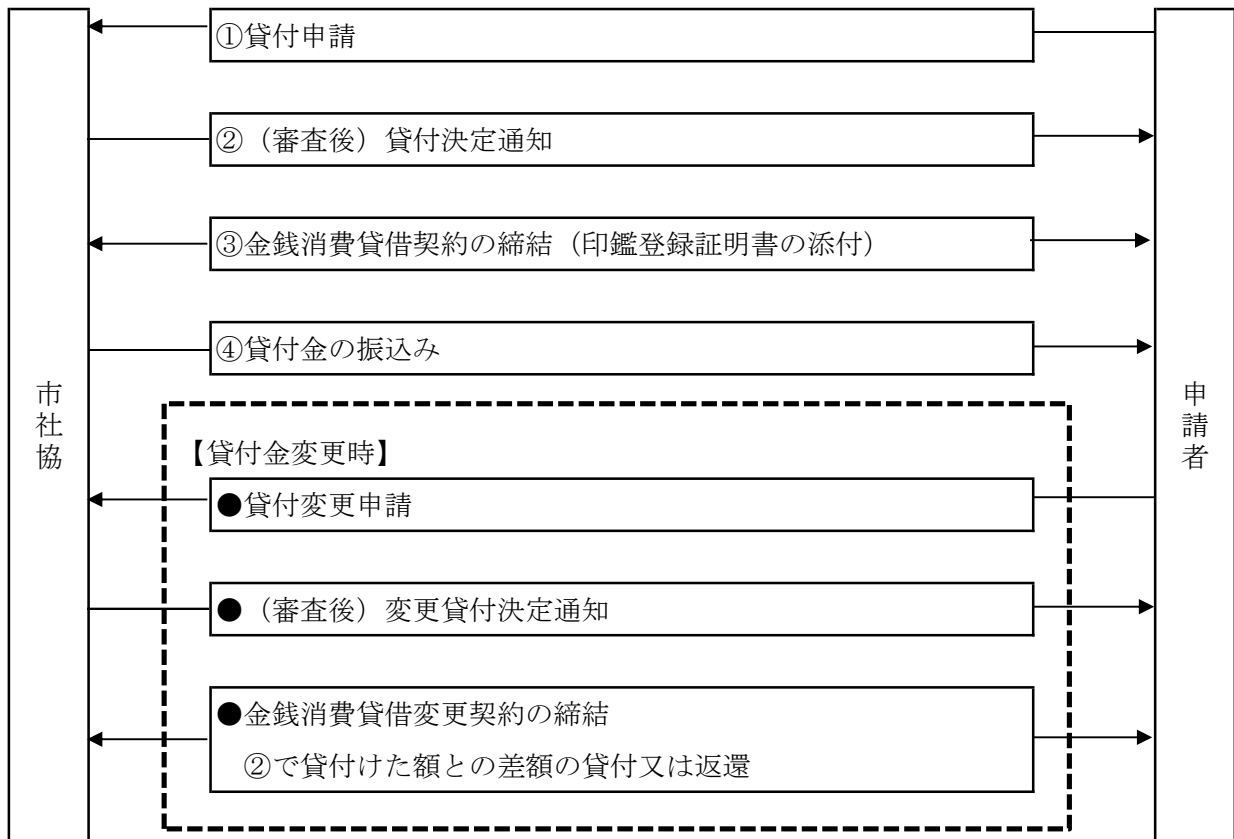 ①貸付申請
②（審査後）貸付決定通知
③金銭消費貸借契約の締結（印鑑登録証明書の添付）
④貸付金の振込み
市社協
申請者
【貸付金変更時】
●貸付変更申請
●（審査後）変更貸付決定通知
●金銭消費貸借変更契約の締結
②で貸付けた額との差額の貸付又は返還